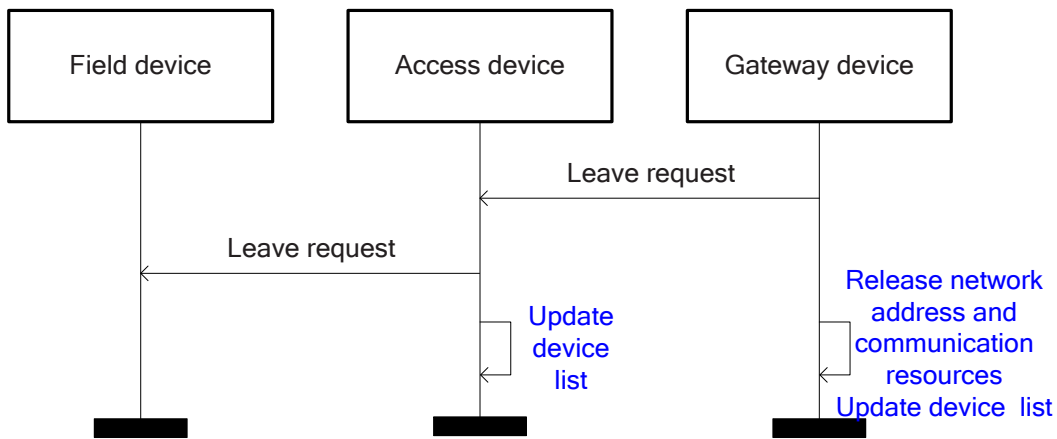 Field device
Access device
Gateway device
Leave request
Leave request
Update
device
list
Release network
address and
communication
resources
Update device list